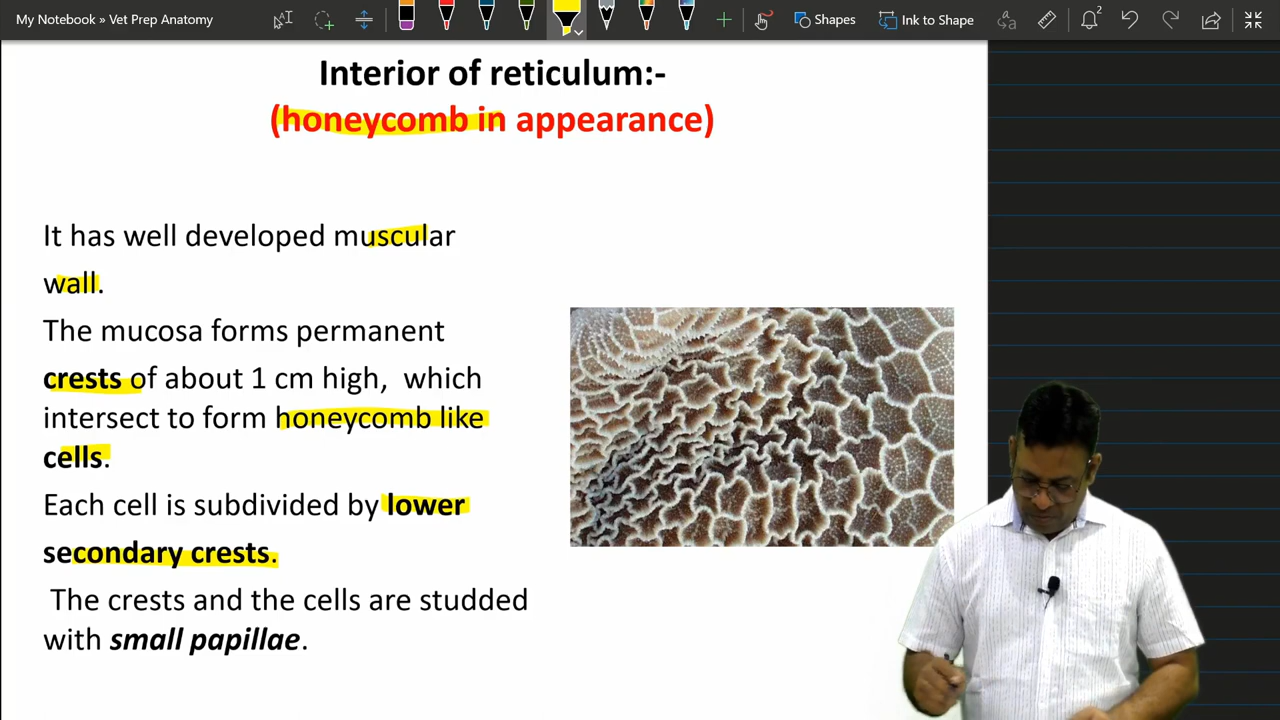 My Notebook » Vet Prep Anatomy
Shapes
Ink to Shape
2
Interior of reticulum:-
(honeycomb in appearance)
It has well developed muscular
wall.
The mucosa forms permanent
crests of about 1 cm high, which
intersect to form honeycomb like
cells.
Each cell is subdivided by lower
secondary crests.
The crests and the cells are studded
with small papillae.